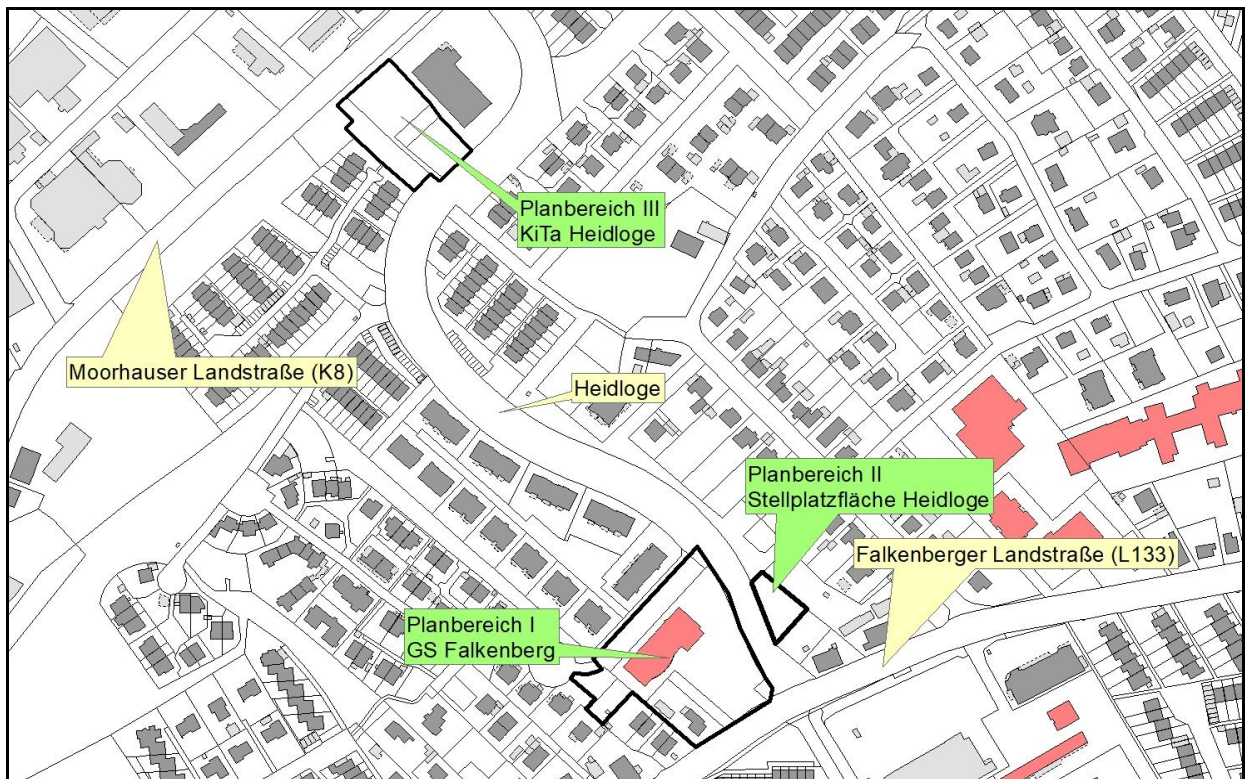 Planbereich III
KiTa Heidloge
Moorhauser Landstraße (K8)
Heidloge
Planbereich II
Stellplatzfläche Heidloge
Falkenberger Landstraße (L133)
Planbereich I
GS Falkenberg